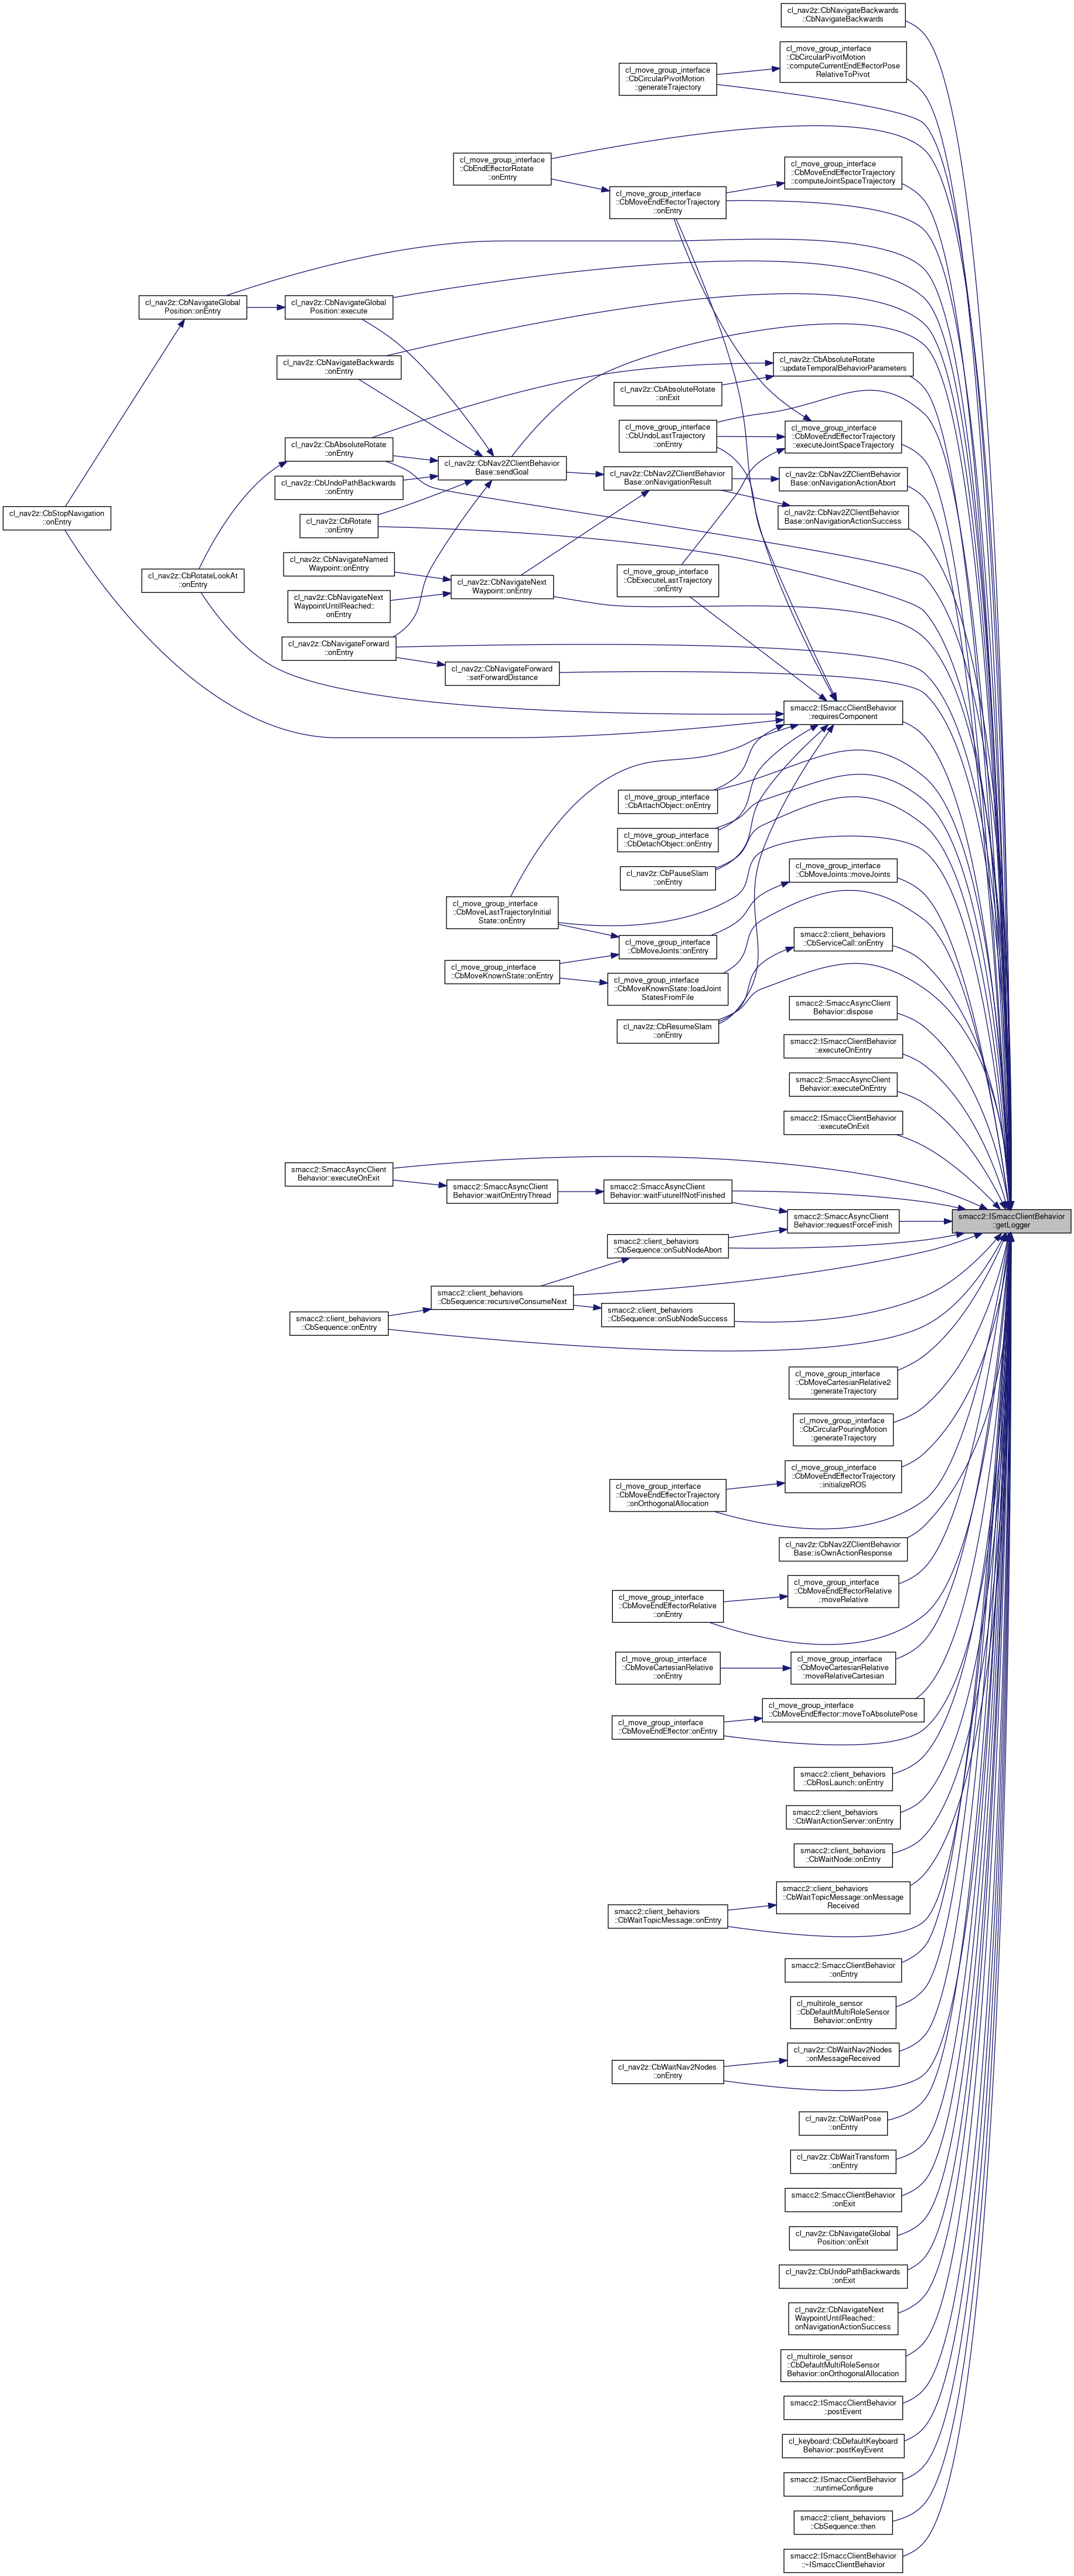 cl_nav2z::CbNavigateBackwards
::CbNavigateBackwards
cl_move_group_interface
::CbCircularPivotMotion
::computeCurrentEndEffectorPose
RelativeToPivot
cl_move_group_interface
::CbCircularPivotMotion
::generateTrajectory
cl_move_group_interface
::CbEndEffectorRotate
::onEntry
cl_move_group_interface
::CbMoveEndEffectorTrajectory
::computeJointSpaceTrajectory
cl_move_group_interface
::CbMoveEndEffectorTrajectory
::onEntry
cl_nav2z::CbNavigateGlobal
Position::onEntry
cl_nav2z::CbNavigateGlobal
Position::execute
cl_nav2z::CbNavigateBackwards
::onEntry
cl_nav2z::CbAbsoluteRotate
::updateTemporalBehaviorParameters
cl_nav2z::CbAbsoluteRotate
::onExit
cl_move_group_interface
::CbUndoLastTrajectory
::onEntry
cl_move_group_interface
::CbMoveEndEffectorTrajectory
::executeJointSpaceTrajectory
cl_nav2z::CbAbsoluteRotate
::onEntry
cl_nav2z::CbNav2ZClientBehavior
Base::sendGoal
cl_nav2z::CbNav2ZClientBehavior
Base::onNavigationResult
cl_nav2z::CbNav2ZClientBehavior
Base::onNavigationActionAbort
cl_nav2z::CbUndoPathBackwards
::onEntry
cl_nav2z::CbNav2ZClientBehavior
Base::onNavigationActionSuccess
cl_nav2z::CbStopNavigation
::onEntry
cl_nav2z::CbRotate
::onEntry
cl_nav2z::CbNavigateNamed
Waypoint::onEntry
cl_nav2z::CbRotateLookAt
::onEntry
cl_nav2z::CbNavigateNext
Waypoint::onEntry
cl_move_group_interface
::CbExecuteLastTrajectory
::onEntry
cl_nav2z::CbNavigateNext
WaypointUntilReached::
onEntry
cl_nav2z::CbNavigateForward
::onEntry
cl_nav2z::CbNavigateForward
::setForwardDistance
smacc2::ISmaccClientBehavior
::requiresComponent
cl_move_group_interface
::CbAttachObject::onEntry
cl_move_group_interface
::CbDetachObject::onEntry
cl_nav2z::CbPauseSlam
::onEntry
cl_move_group_interface
::CbMoveJoints::moveJoints
cl_move_group_interface
::CbMoveLastTrajectoryInitial
State::onEntry
cl_move_group_interface
::CbMoveJoints::onEntry
smacc2::client_behaviors
::CbServiceCall::onEntry
cl_move_group_interface
::CbMoveKnownState::onEntry
cl_move_group_interface
::CbMoveKnownState::loadJoint
StatesFromFile
cl_nav2z::CbResumeSlam
::onEntry
smacc2::SmaccAsyncClient
Behavior::dispose
smacc2::ISmaccClientBehavior
::executeOnEntry
smacc2::SmaccAsyncClient
Behavior::executeOnEntry
smacc2::ISmaccClientBehavior
::executeOnExit
smacc2::SmaccAsyncClient
Behavior::executeOnExit
smacc2::SmaccAsyncClient
Behavior::waitOnEntryThread
smacc2::SmaccAsyncClient
Behavior::waitFutureIfNotFinished
smacc2::SmaccAsyncClient
Behavior::requestForceFinish
smacc2::ISmaccClientBehavior
::getLogger
smacc2::client_behaviors
::CbSequence::onSubNodeAbort
smacc2::client_behaviors
::CbSequence::recursiveConsumeNext
smacc2::client_behaviors
::CbSequence::onSubNodeSuccess
smacc2::client_behaviors
::CbSequence::onEntry
cl_move_group_interface
::CbMoveCartesianRelative2
::generateTrajectory
cl_move_group_interface
::CbCircularPouringMotion
::generateTrajectory
cl_move_group_interface
::CbMoveEndEffectorTrajectory
::initializeROS
cl_move_group_interface
::CbMoveEndEffectorTrajectory
::onOrthogonalAllocation
cl_nav2z::CbNav2ZClientBehavior
Base::isOwnActionResponse
cl_move_group_interface
::CbMoveEndEffectorRelative
::moveRelative
cl_move_group_interface
::CbMoveEndEffectorRelative
::onEntry
cl_move_group_interface
::CbMoveCartesianRelative
::onEntry
cl_move_group_interface
::CbMoveCartesianRelative
::moveRelativeCartesian
cl_move_group_interface
::CbMoveEndEffector::moveToAbsolutePose
cl_move_group_interface
::CbMoveEndEffector::onEntry
smacc2::client_behaviors
::CbRosLaunch::onEntry
smacc2::client_behaviors
::CbWaitActionServer::onEntry
smacc2::client_behaviors
::CbWaitNode::onEntry
smacc2::client_behaviors
::CbWaitTopicMessage::onMessage
Received
smacc2::client_behaviors
::CbWaitTopicMessage::onEntry
smacc2::SmaccClientBehavior
::onEntry
cl_multirole_sensor
::CbDefaultMultiRoleSensor
Behavior::onEntry
cl_nav2z::CbWaitNav2Nodes
::onMessageReceived
cl_nav2z::CbWaitNav2Nodes
::onEntry
cl_nav2z::CbWaitPose
::onEntry
cl_nav2z::CbWaitTransform
::onEntry
smacc2::SmaccClientBehavior
::onExit
cl_nav2z::CbNavigateGlobal
Position::onExit
cl_nav2z::CbUndoPathBackwards
::onExit
cl_nav2z::CbNavigateNext
WaypointUntilReached::
onNavigationActionSuccess
cl_multirole_sensor
::CbDefaultMultiRoleSensor
Behavior::onOrthogonalAllocation
smacc2::ISmaccClientBehavior
::postEvent
cl_keyboard::CbDefaultKeyboard
Behavior::postKeyEvent
smacc2::ISmaccClientBehavior
::runtimeConfigure
smacc2::client_behaviors
::CbSequence::then
smacc2::ISmaccClientBehavior
::~ISmaccClientBehavior